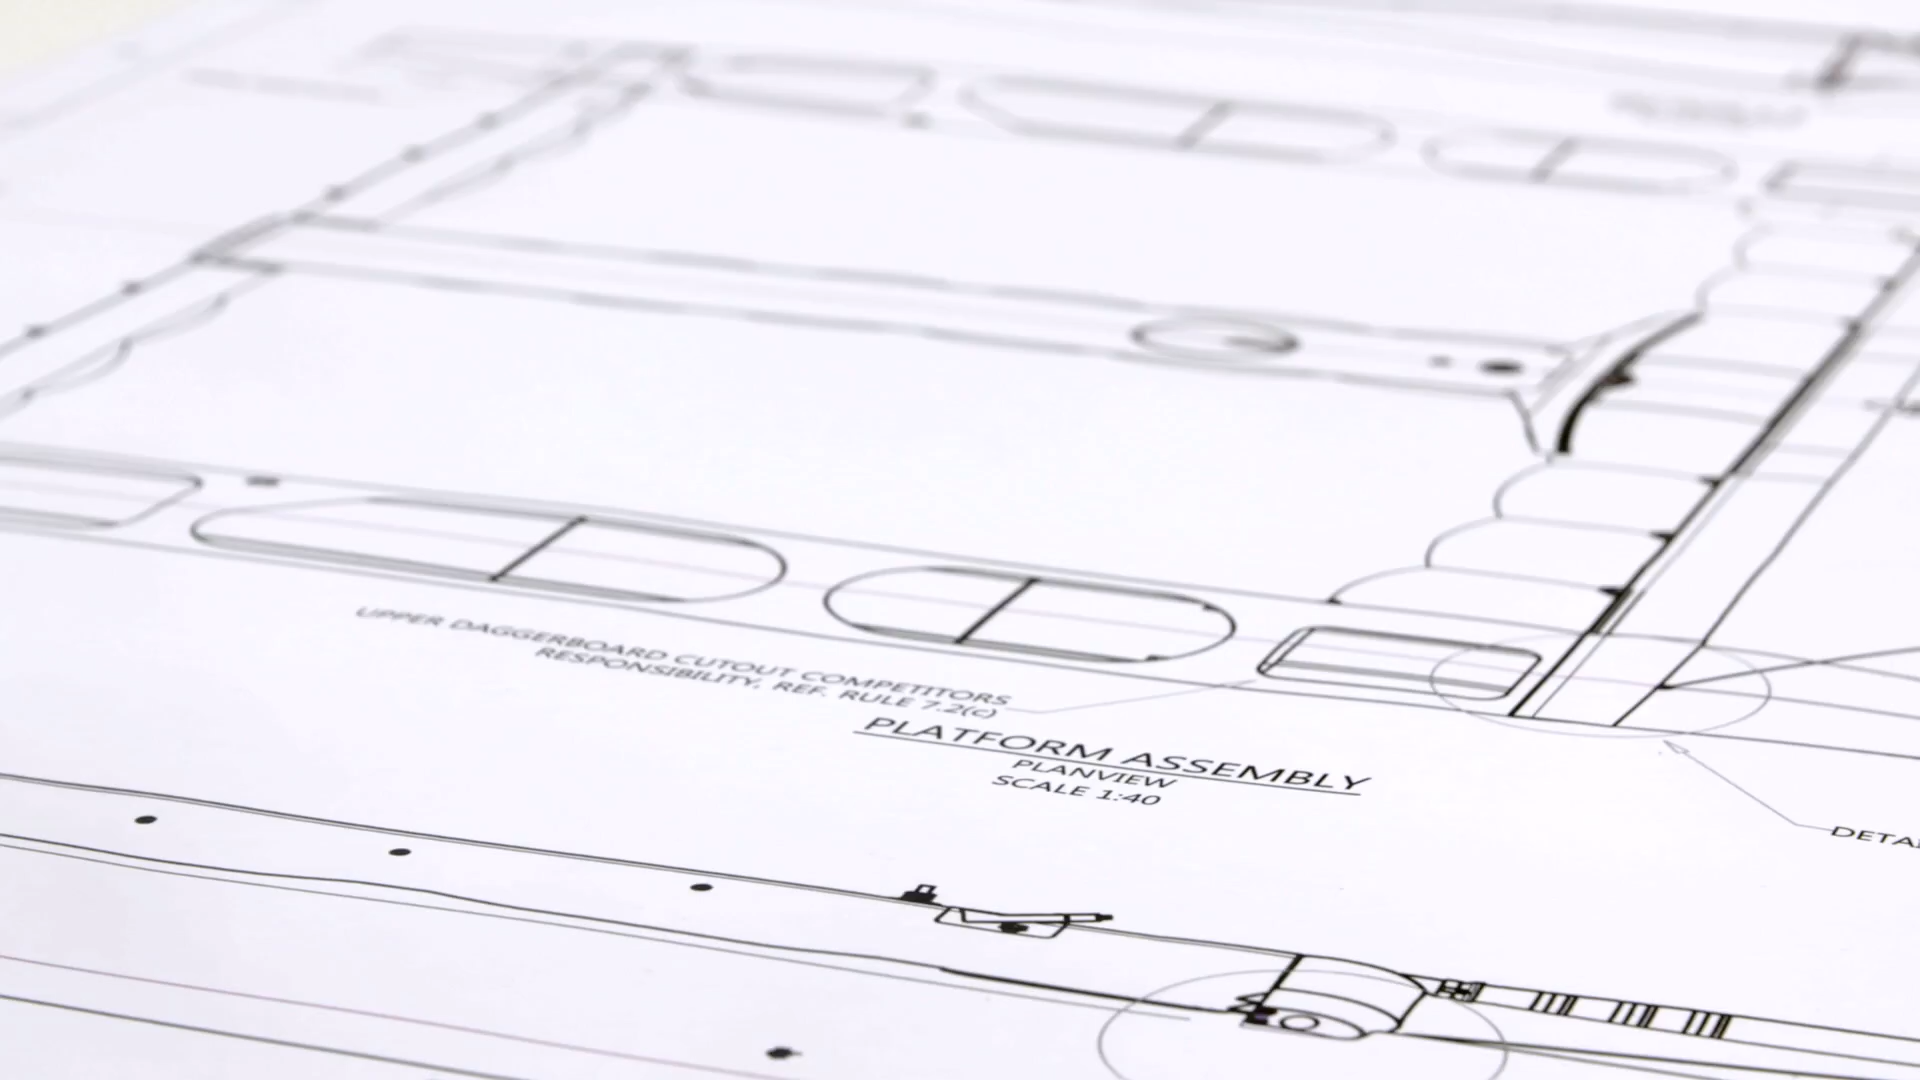 UPPER DAGGERBOARD CUTOUT COMPETITORS
RESPONSIBILITY, REF. RULE 7.2(c)
PLATFORM ASSEMBLY
PLANVIEW
SCALE 1:40